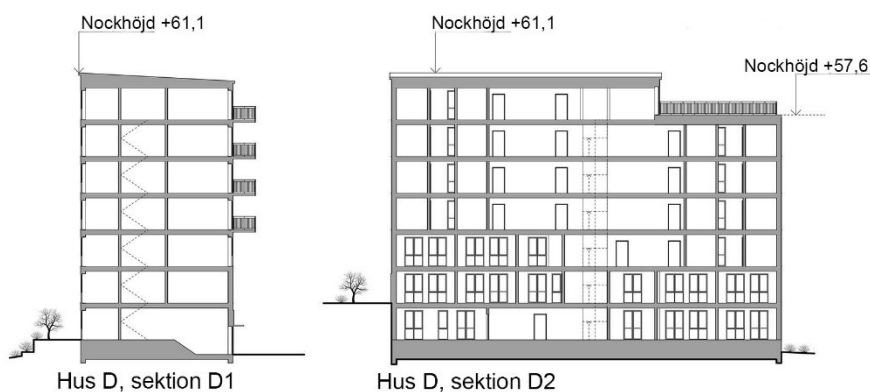 Nockhöjd +61,1
Nockhöjd +61,1
Nockhöjd +57,6
Hus D, sektion D1
Hus D, sektion D2